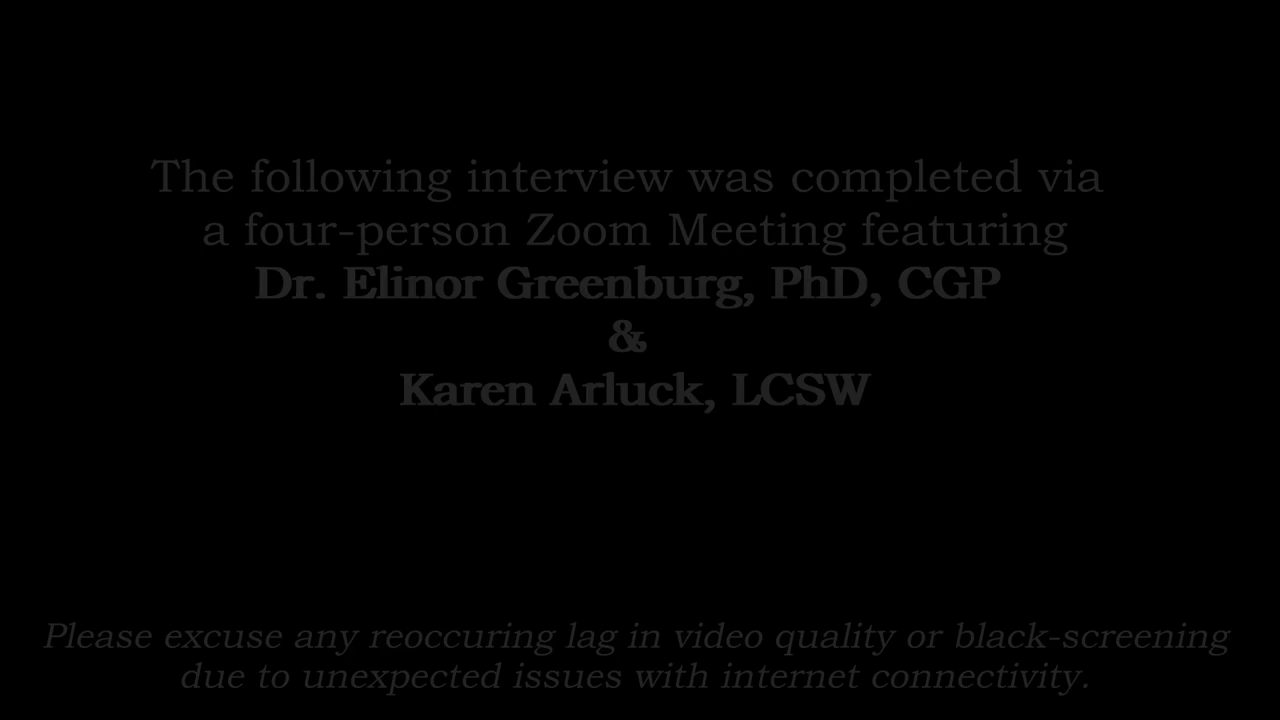 The following interview was completed via
a four-person Zoom Meeting featuring
Dr. Elinor Greenburg, PhD, CGP
&
Karen Arluck, LCSW
Please excuse any reoccuring lag in video quality or black-screening
due to unexpected issues with internet connectivity.